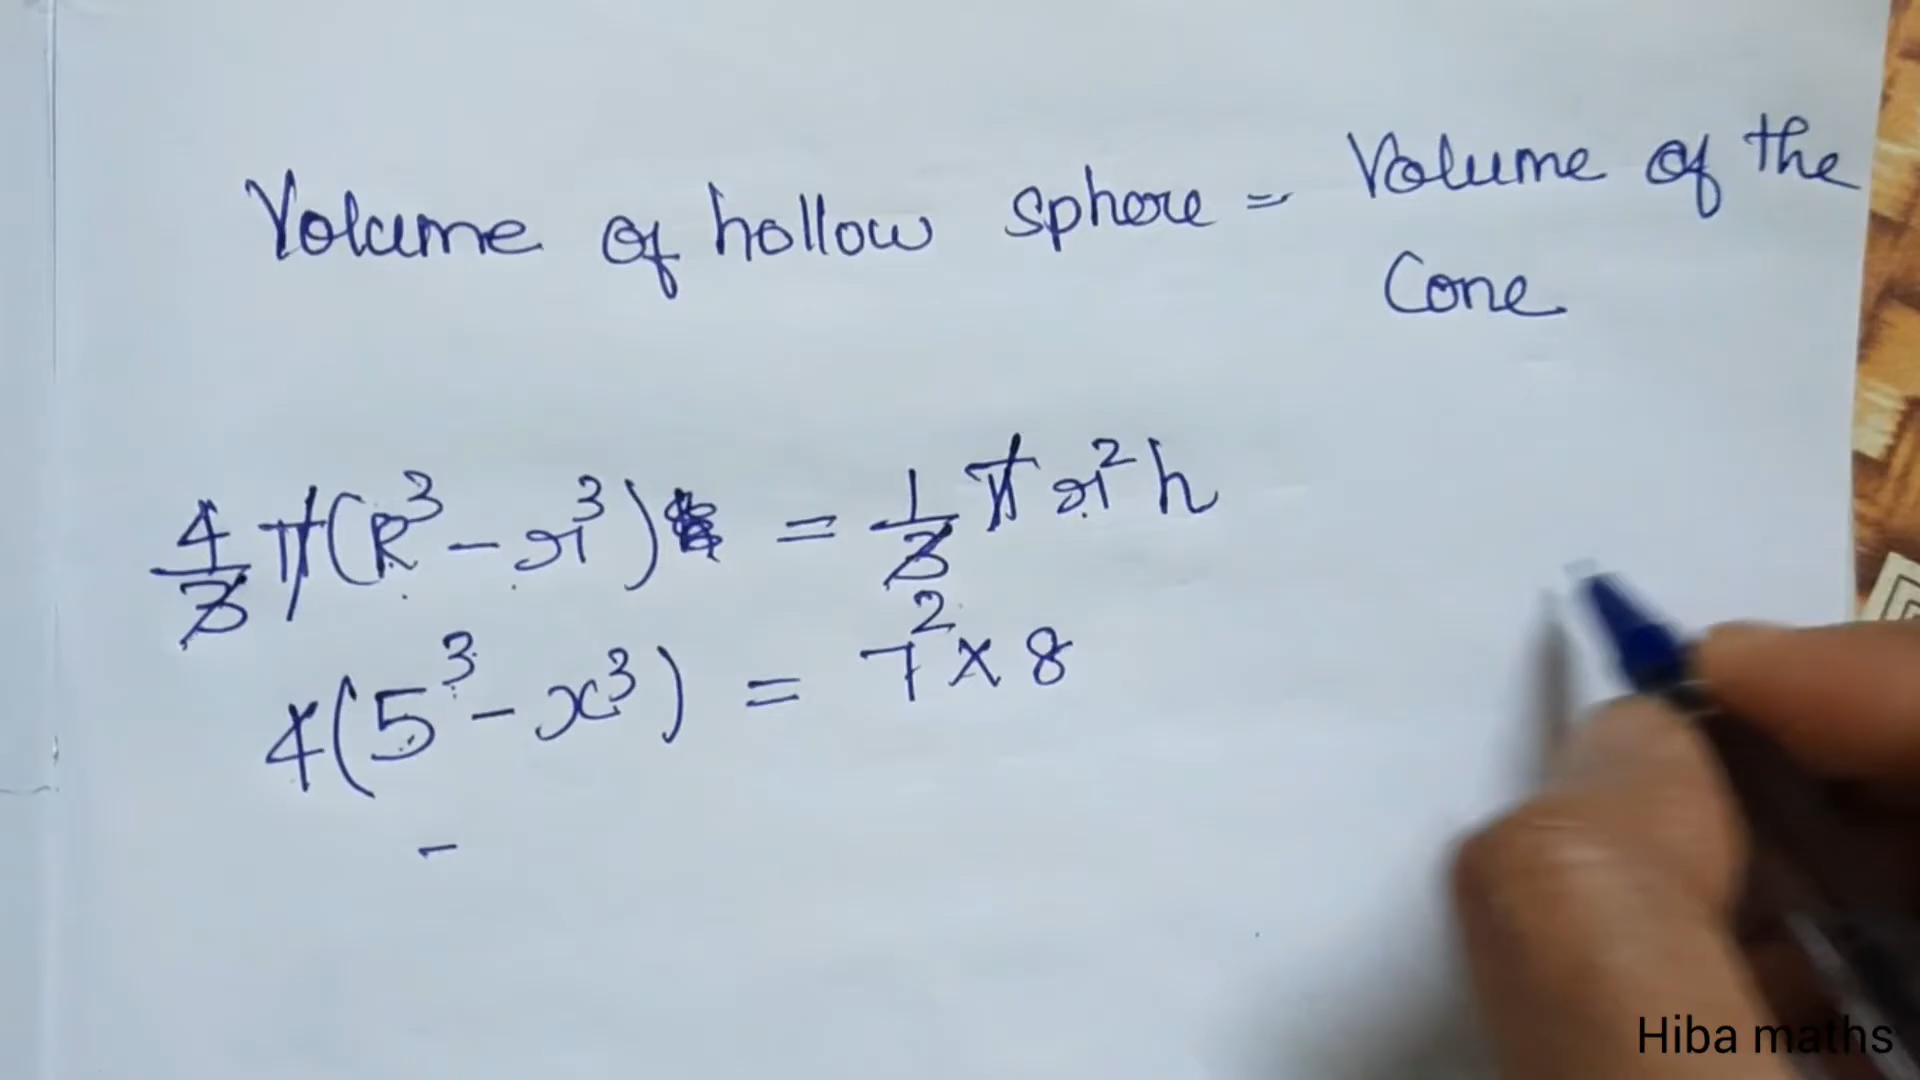 Volume of hollow sphere = Volume of the
Cone
4/3 π(R³ - r³) = 1/3 π r² h
4(5³ - x³) = 7² × 8
-
Hiba maths